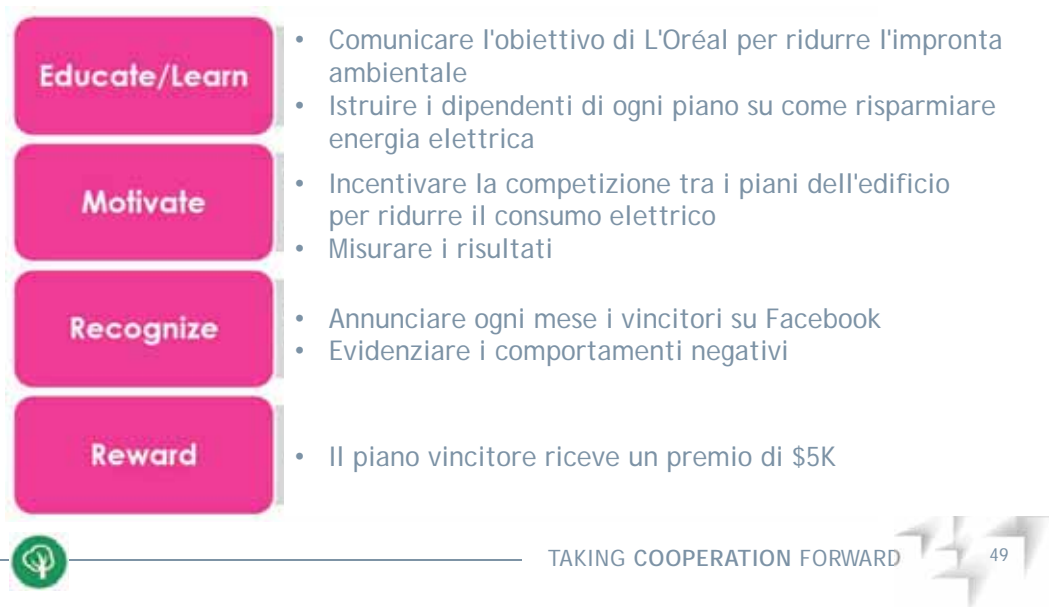 Educate/Learn
• Comunicare l'obiettivo di L'Oréal per ridurre l'impronta
ambientale
• Istruire i dipendenti di ogni piano su come risparmiare
energia elettrica
Motivate
• Incentivare la competizione tra i piani dell'edificio
per ridurre il consumo elettrico
• Misurare i risultati
Recognize
• Annunciare ogni mese i vincitori su Facebook
• Evidenziare i comportamenti negativi
Reward
• Il piano vincitore riceve un premio di $5K
TAKING COOPERATION FORWARD
49